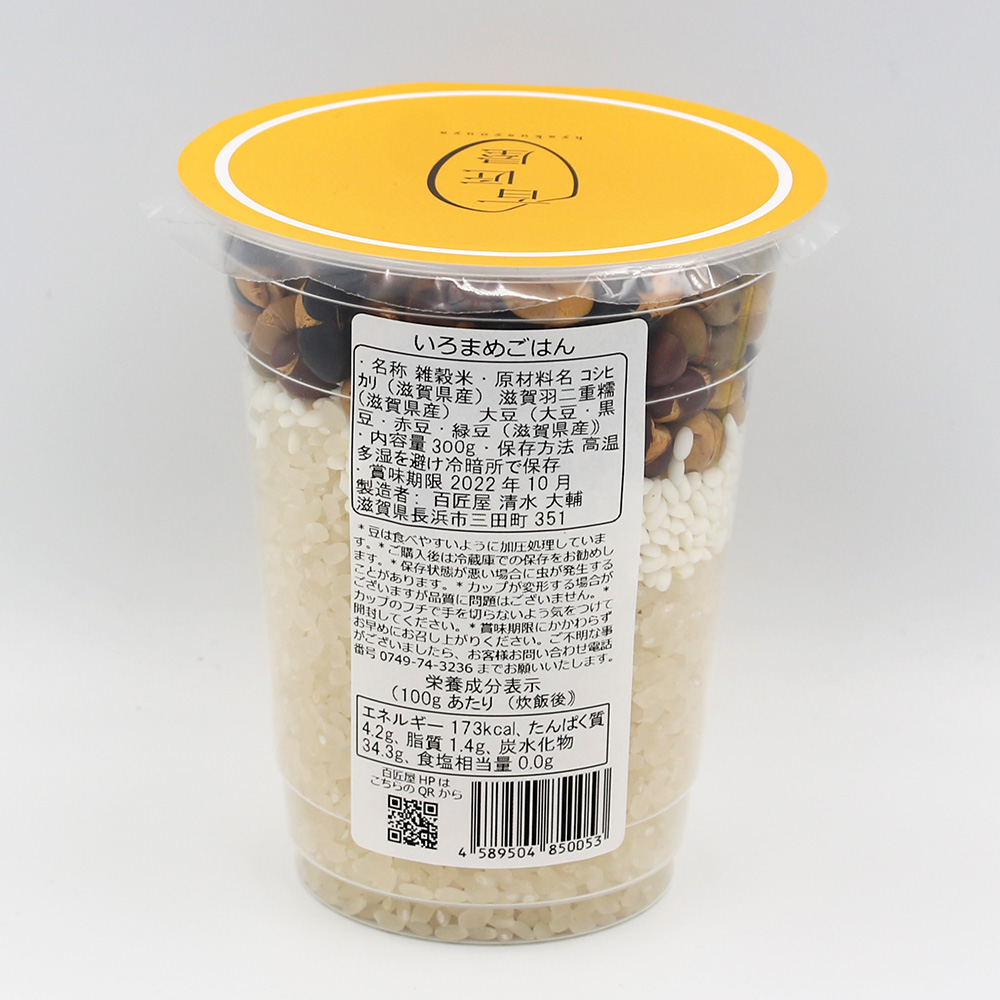 百匠屋
hyakusyouya
いろまめごはん
・名称 雑穀米・原材料名 コシヒ
カリ（滋賀県産） 滋賀羽二重糯
（滋賀県産） 大豆（大豆・黒
豆・赤豆・緑豆（滋賀県産））
・内容量 300g・保存方法 高温
多湿を避け冷暗所で保存
・賞味期限 2022 年 10 月
製造者: 百匠屋 清水 大輔
滋賀県長浜市三田町 351
*豆は食べやすいように加圧処理していま
す。*ご購入後は冷蔵庫での保存をお勧めし
ます。*保存状態が悪い場合に虫が発生する
ことがあります。*カップが変形する場合が
ございますが品質に問題はございません。*
カップのフチで手を切らないよう気をつけて
開封してください。*賞味期限にかかわらず
お早めにお召し上がりください。ご不明な事
がございましたら、お客様お問い合わせ電話
番号 0749-74-3236 までお願いいたします。
栄養成分表示
（100g あたり（炊飯後））
エネルギー 173kcal、たんぱく質
4.2g、脂質 1.4g、炭水化物
34.3g、食塩相当量 0.0g
百匠屋 HP は
こちらの QR から
4 589504 850053